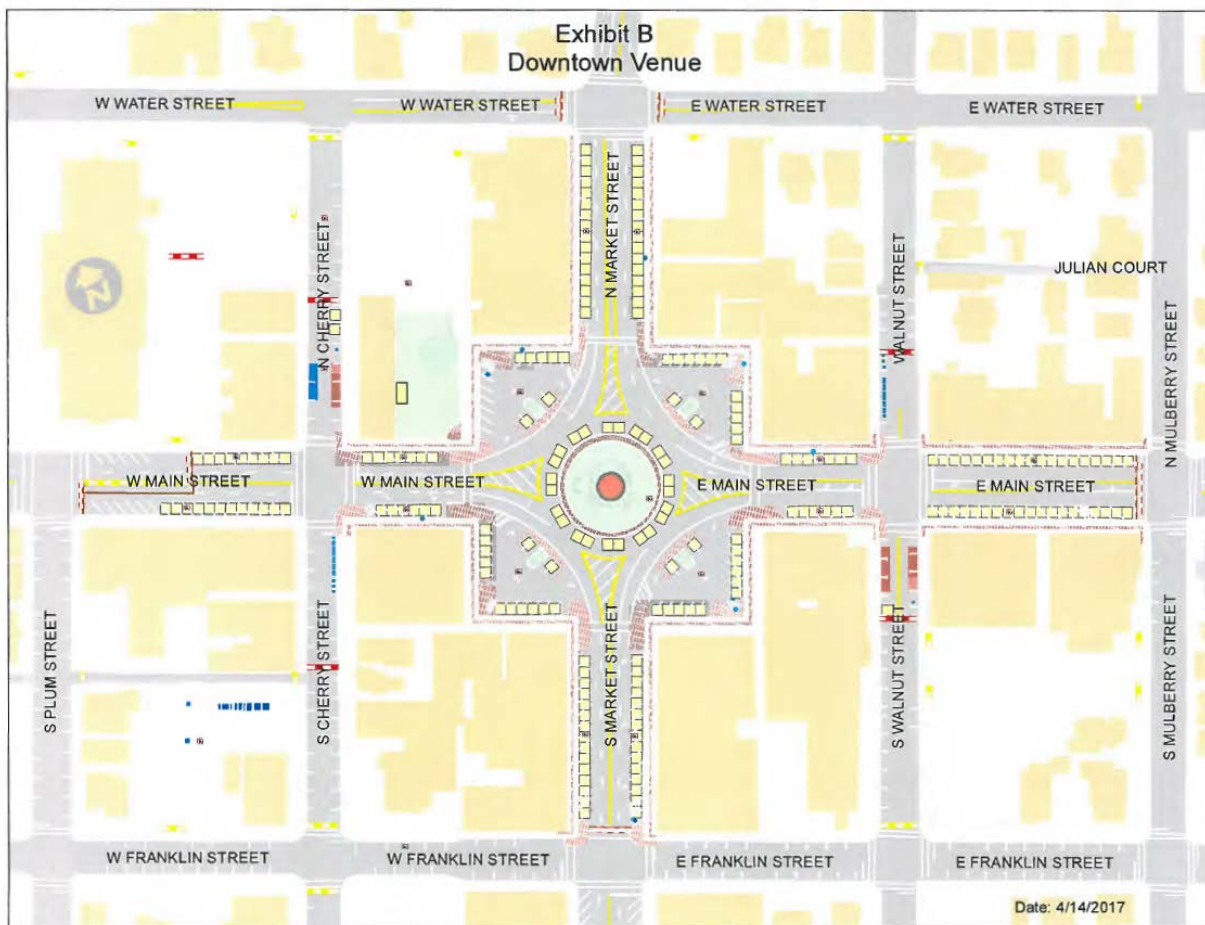 Exhibit B
Downtown Venue
W WATER STREET
W WATER STREET
E WATER STREET
E WATER STREET
N CHERRY STREET
N MARKET STREET
WALNUT STREET
JULIAN COURT
N MULBERRY STREET
N
W MAIN STREET
W MAIN STREET
E MAIN STREET
E MAIN STREET
S PLUM STREET
S CHERRY STREET
S MARKET STREET
S WALNUT STREET
S MULBERRY STREET
W FRANKLIN STREET
W FRANKLIN STREET
E FRANKLIN STREET
E FRANKLIN STREET
Date: 4/14/2017